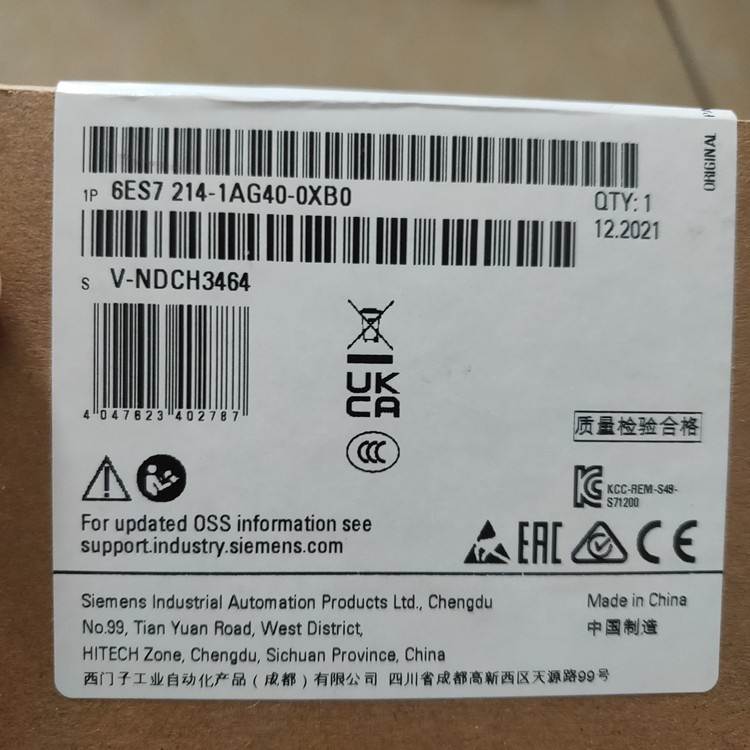 ORIGINAL
1P 6ES7 214-1AG40-0XB0
QTY: 1
12.2021
S V-NDCH3464
4 047623 402787
UK
CA
CCC
质量检验合格
KCC-REM-S49-
S71200
For updated OSS information see
support.industry.siemens.com
EAC
CE
Siemens Industrial Automation Products Ltd., Chengdu
Made in China
No.99, Tian Yuan Road, West District,
中国制造
HITECH Zone, Chengdu, Sichuan Province, China
西门子工业自动化产品(成都)有限公司 四川省成都高新西区天源路99号